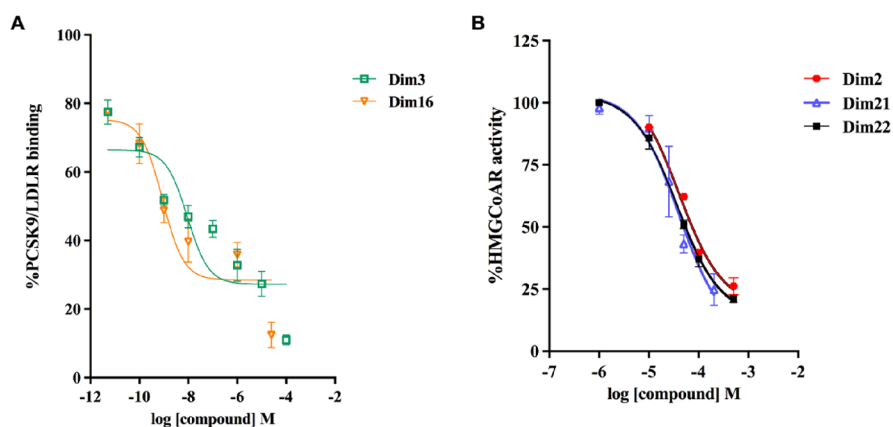 A
%PCSK9/LDLR binding
100
80
60
40
20
0
-12 -10 -8 -6 -4 -2
log [compound] M
Dim3
Dim16
B
%HMGCoAR activity
125
100
75
50
25
0
-7 -6 -5 -4 -3 -2
log [compound] M
Dim2
Dim21
Dim22